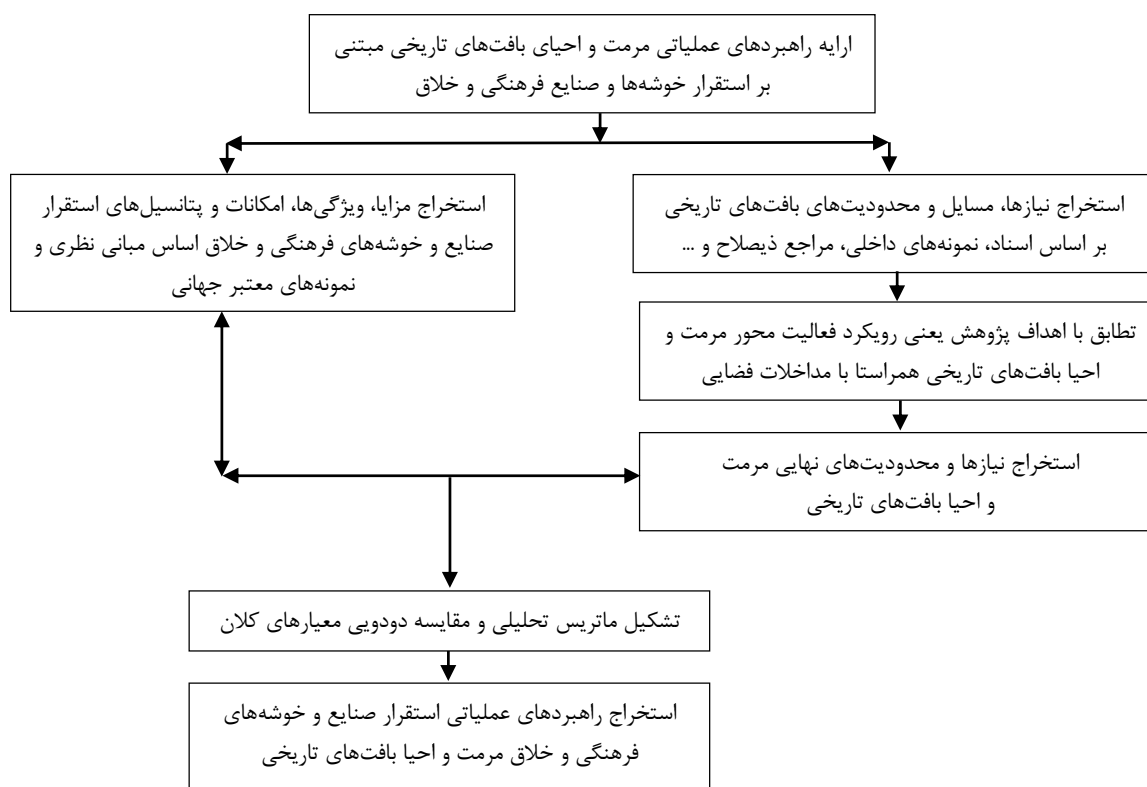 ارایه راهبردهای عملیاتی مرمت و احیای بافت‌های تاریخی مبتنی
بر استقرار خوشه‌ها و صنایع فرهنگی و خلاق
استخراج نیازها، مسایل و محدودیت‌های بافت‌های تاریخی
بر اساس اسناد، نمونه‌های داخلی، مراجع ذیصلاح و ...
استخراج مزایا، ویژگی‌ها، امکانات و پتانسیل‌های استقرار
صنایع و خوشه‌های فرهنگی و خلاق اساس مبانی نظری و
نمونه‌های معتبر جهانی
تطابق با اهداف پژوهش یعنی رویکرد فعالیت محور مرمت و
احیا بافت‌های تاریخی همراستا با مداخلات فضایی
استخراج نیازها و محدودیت‌های نهایی مرمت
و احیا بافت‌های تاریخی
تشکیل ماتریس تحلیلی و مقایسه دودویی معیارهای کلان
استخراج راهبردهای عملیاتی استقرار صنایع و خوشه‌های
فرهنگی و خلاق مرمت و احیا بافت‌های تاریخی